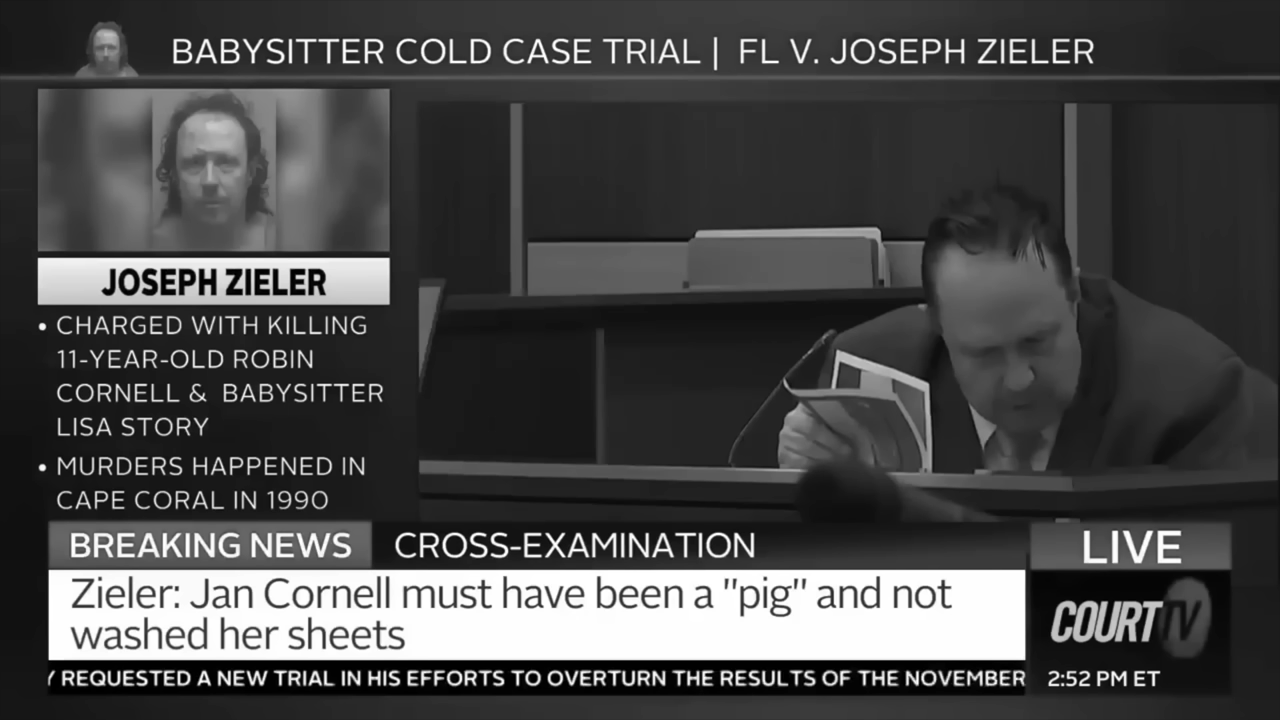 BABYSITTER COLD CASE TRIAL | FL V. JOSEPH ZIELER
JOSEPH ZIELER
• CHARGED WITH KILLING
11-YEAR-OLD ROBIN
CORNELL & BABYSITTER
LISA STORY
• MURDERS HAPPENED IN
CAPE CORAL IN 1990
BREAKING NEWS CROSS-EXAMINATION LIVE
Zieler: Jan Cornell must have been a "pig" and not
washed her sheets
COURT TV
Y REQUESTED A NEW TRIAL IN HIS EFFORTS TO OVERTURN THE RESULTS OF THE NOVEMBER
2:52 PM ET